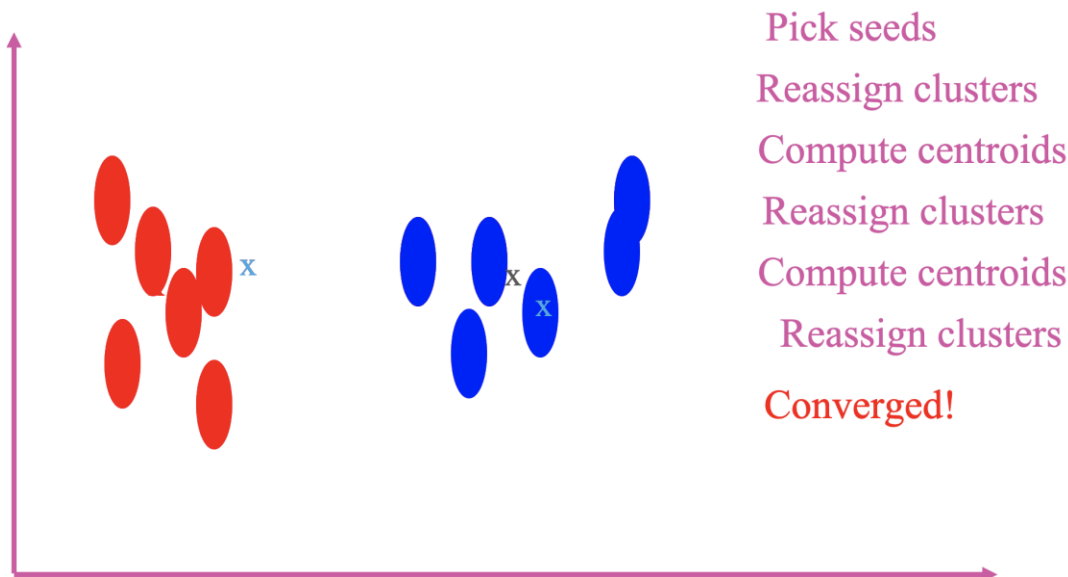 Pick seeds
Reassign clusters
Compute centroids
Reassign clusters
Compute centroids
Reassign clusters
Converged!
x
x
x